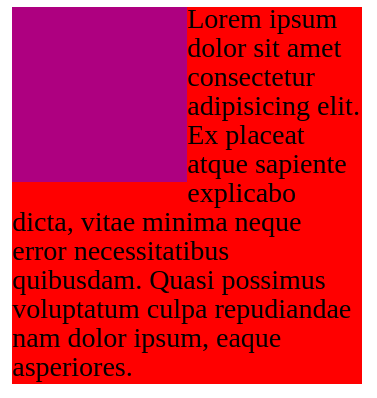 Lorem ipsum
dolor sit amet
consectetur
adipisicing elit.
Ex placeat
atque sapiente
explicabo
dicta, vitae minima neque
error necessitatibus
quibusdam. Quasi possimus
voluptatum culpa repudiandae
nam dolor ipsum, eaque
asperiores.